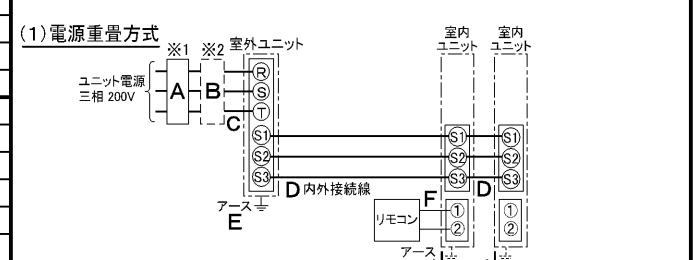 (1)電源重畳方式
※1 ※2 室外ユニット
室内 室内
ユニット ユニット
ユニット電源
三相 200V
A B
R
S
T
C
S1 S1 S1
S2 S2 S2
S3 S3 S3
D 内外接続線 D
アース
E
リモコン
F
① ①
② ②
アース